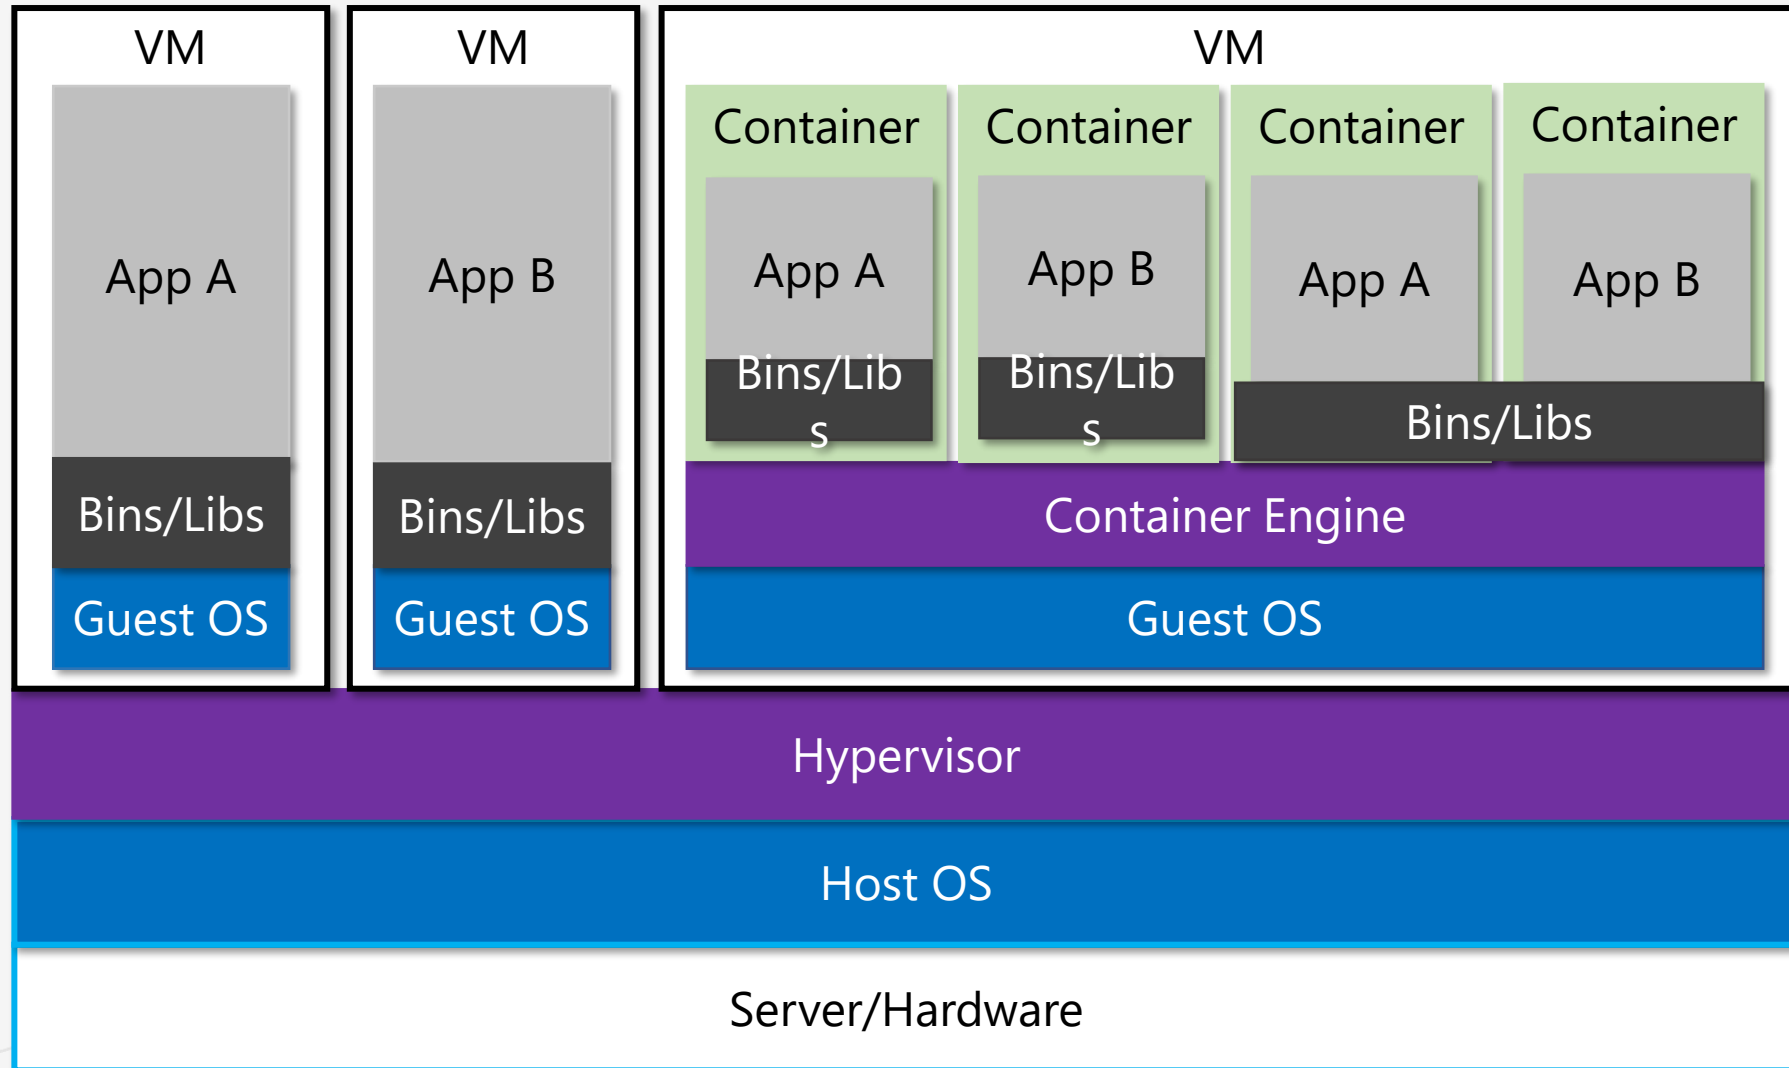 VM
App A
Bins/Libs
Guest OS
VM
App B
Bins/Libs
Guest OS
VM
Container
App A
Bins/Lib
s
Container
App B
Bins/Lib
s
Container
App A
Container
App B
Bins/Libs
Container Engine
Guest OS
Hypervisor
Host OS
Server/Hardware